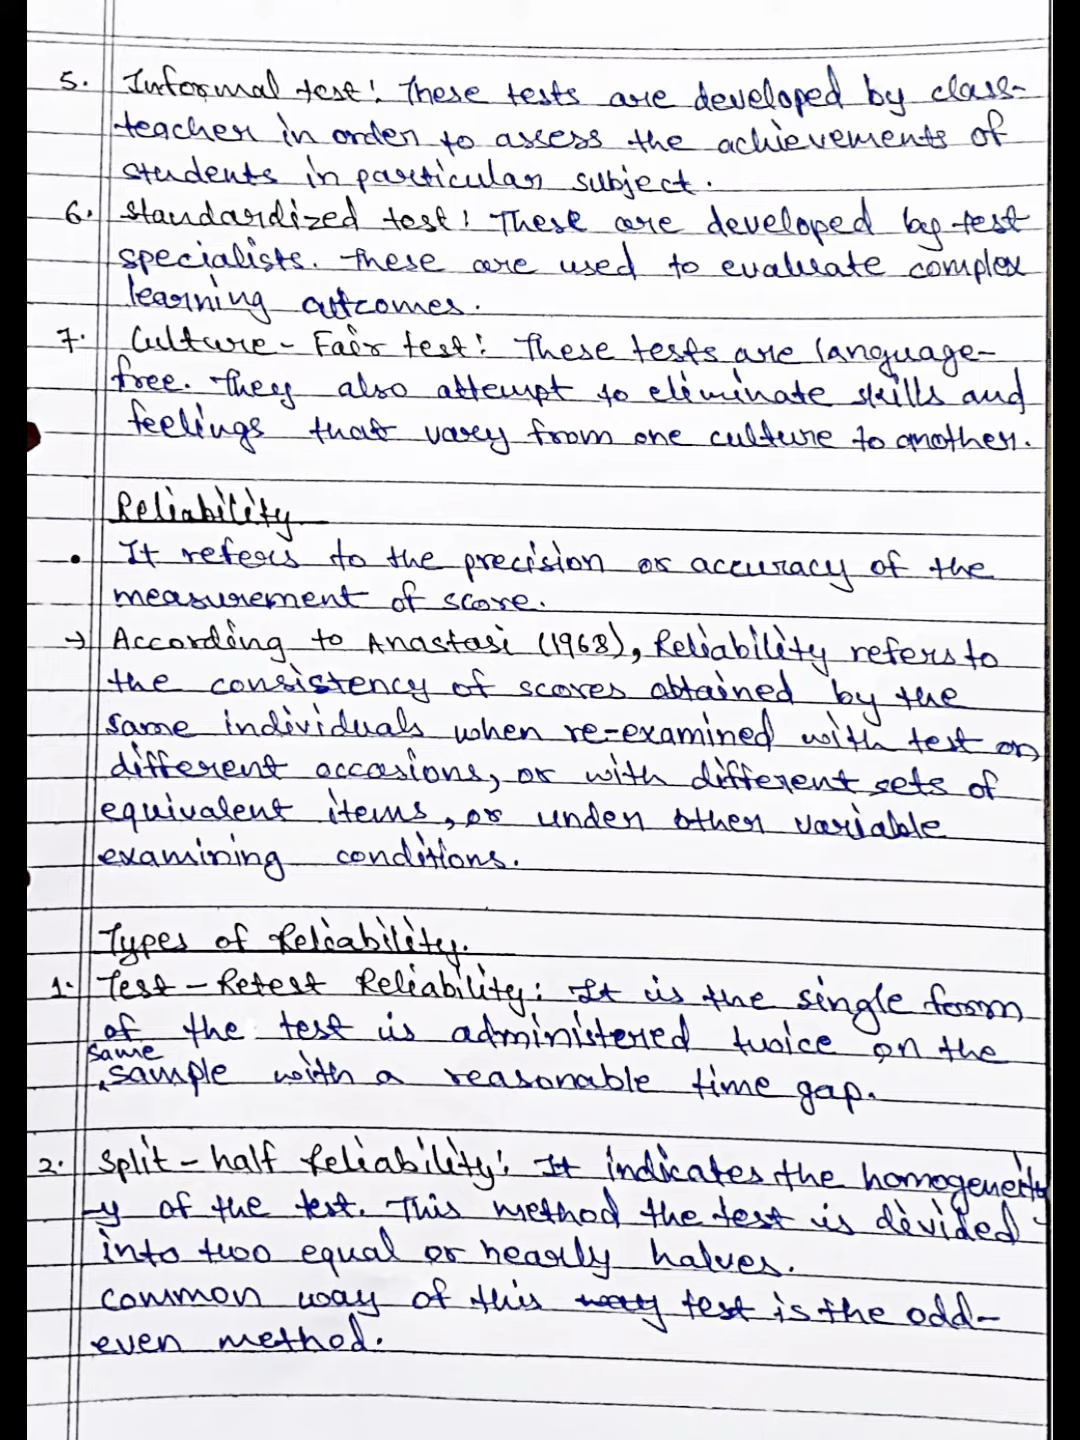 5. Informal test: These tests are developed by class-
teacher in order to assess the achievements of
students in particular subject.
6. Standardized test: These are developed by test
specialists. These are used to evaluate complex
learning outcomes.
7. Culture-Fair test: These tests are language-
free. They also attempt to eliminate skills and
feelings that vary from one culture to another.
Reliability
• It refers to the precision or accuracy of the
measurement of score.
→ According to Anastasi (1968), Reliability refers to
the consistency of scores obtained by the
same individuals when re-examined with test on
different occasions, or with different sets of
equivalent items, or under other variable
examining conditions.
Types of Reliability.
1. Test-Retest Reliability: It is the single form
of the test is administered twice on the
same
sample with a reasonable time gap.
2. Split-half Reliability: It indicates the homogeneity
-y of the test. This method the test is divided
into two equal or nearly halves.
Common way of this way test is the odd-
even method.